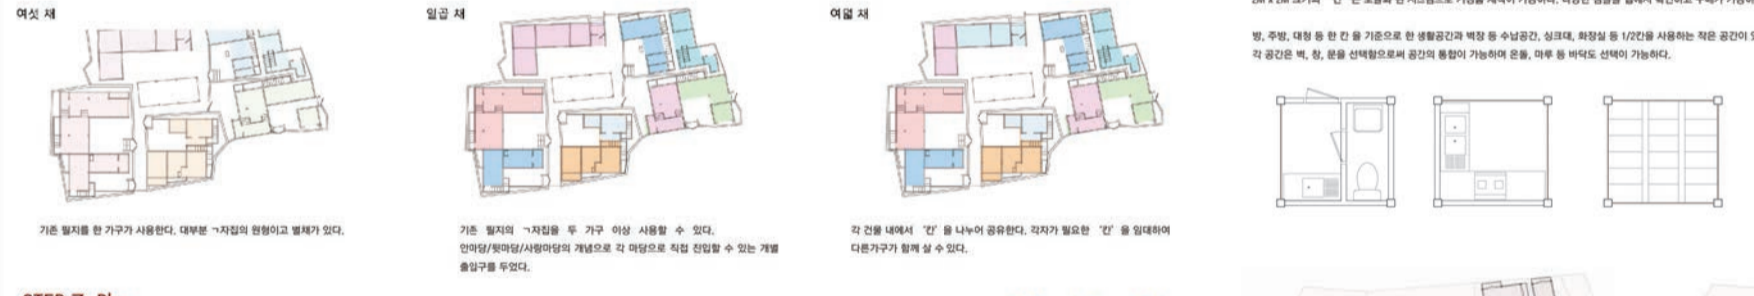 여섯 채
기존 필지를 한 가구가 사용한다. 대부분 ㄱ자집의 원형이고 별채가 있다.
일곱 채
기존 필지의 ㄱ자집을 두 가구 이상 사용할 수 있다.
안마당/뒷마당/사랑마당의 개념으로 각 마당으로 직접 진입할 수 있는 개별
출입구를 두었다.
여덟 채
각 건물 내에서 '칸' 을 나누어 공유한다. 각자가 필요한 '칸' 을 임대하여
다른가구가 함께 살 수 있다.
방, 주방, 대청 등 한 칸 을 기준으로 한 생활공간과 벽장 등 수납공간, 싱크대, 화장실 등 1/2칸을 사용하는 작은 공간이
각 공간은 벽, 창, 문을 선택함으로써 공간의 통합이 가능하며 온돌, 마루 등 바닥도 선택이 가능하다.